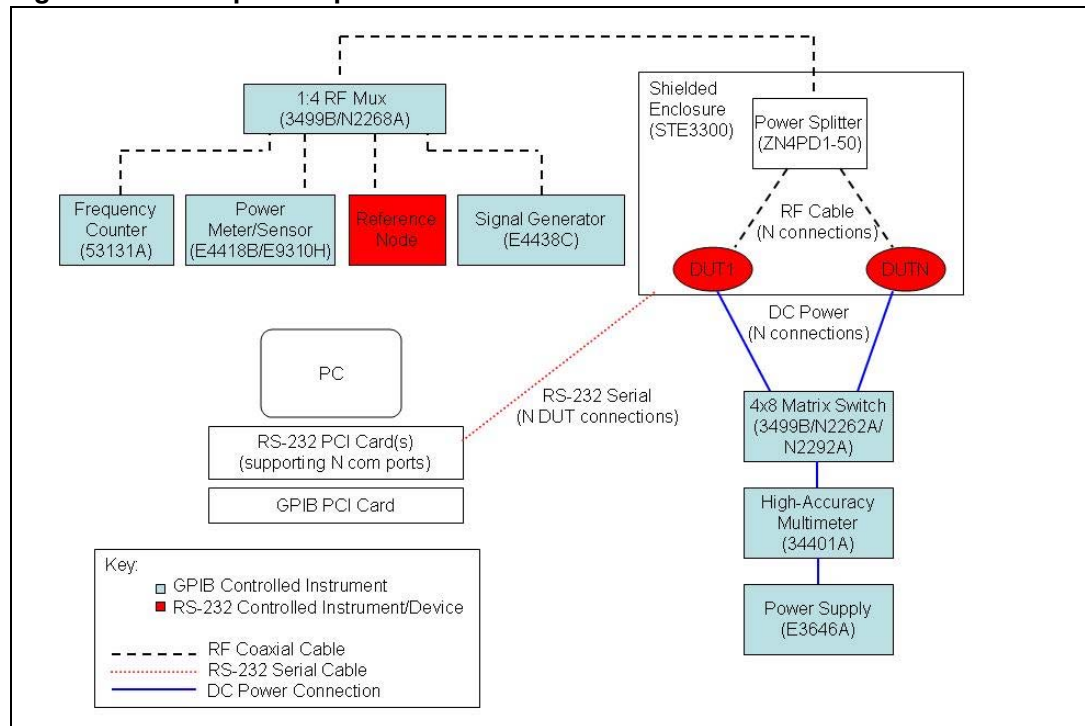 1:4 RF Mux
(3499B/N2268A)
Shielded
Enclosure
(STE3300)
Power Splitter
(ZN4PD1-50)
Frequency
Counter
(53131A)
Power
Meter/Sensor
(E4418B/E9310H)
Reference
Node
Signal Generator
(E4438C)
RF Cable
(N connections)
DUT1
DUTN
DC Power
(N connections)
PC
RS-232 Serial
(N DUT connections)
RS-232 PCI Card(s)
(supporting N com ports)
GPIB PCI Card
4x8 Matrix Switch
(3499B/N2262A/
N2292A)
High-Accuracy
Multimeter
(34401A)
Power Supply
(E3646A)
Key:
GPIB Controlled Instrument
RS-232 Controlled Instrument/Device
RF Coaxial Cable
RS-232 Serial Cable
DC Power Connection